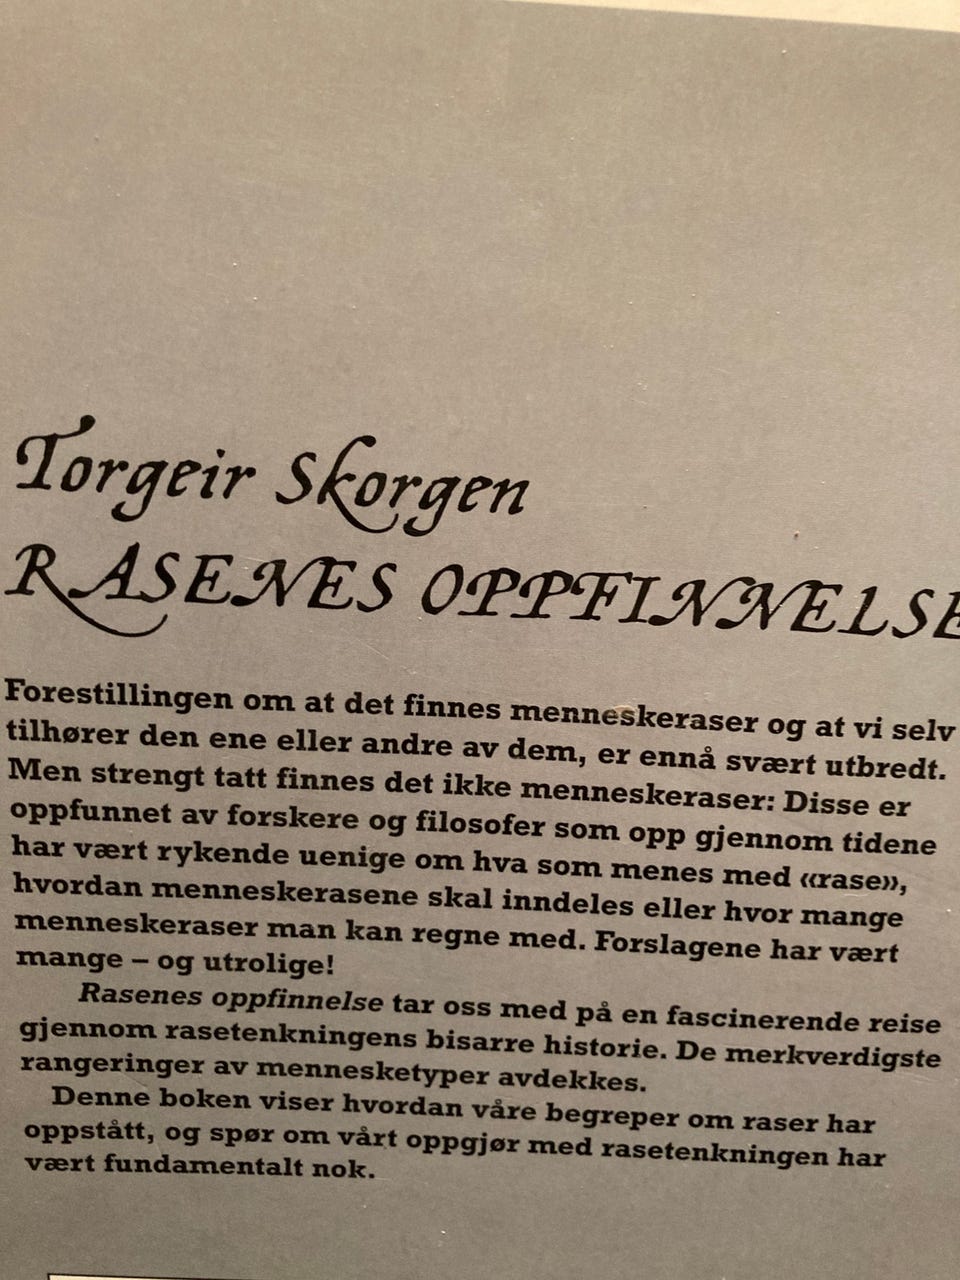 Torgeir Skorgen
RASENES OPPFINNELSE
Forestillingen om at det finnes menneskeraser og at vi selv
tilhører den ene eller andre av dem, er ennå svært utbredt.
Men strengt tatt finnes det ikke menneskeraser: Disse er
oppfunnet av forskere og filosofer som opp gjennom tidene
har vært rykende uenige om hva som menes med «rase»,
hvordan menneskerasene skal inndeles eller hvor mange
menneskeraser man kan regne med. Forslagene har vært
mange – og utrolige!
Rasenes oppfinnelse tar oss med på en fascinerende reise
gjennom rasetenkningens bisarre historie. De merkverdigste
rangeringer av mennesketyper avdekkes.
Denne boken viser hvordan våre begreper om raser har
oppstått, og spør om vårt oppgjør med rasetenkningen har
vært fundamentalt nok.